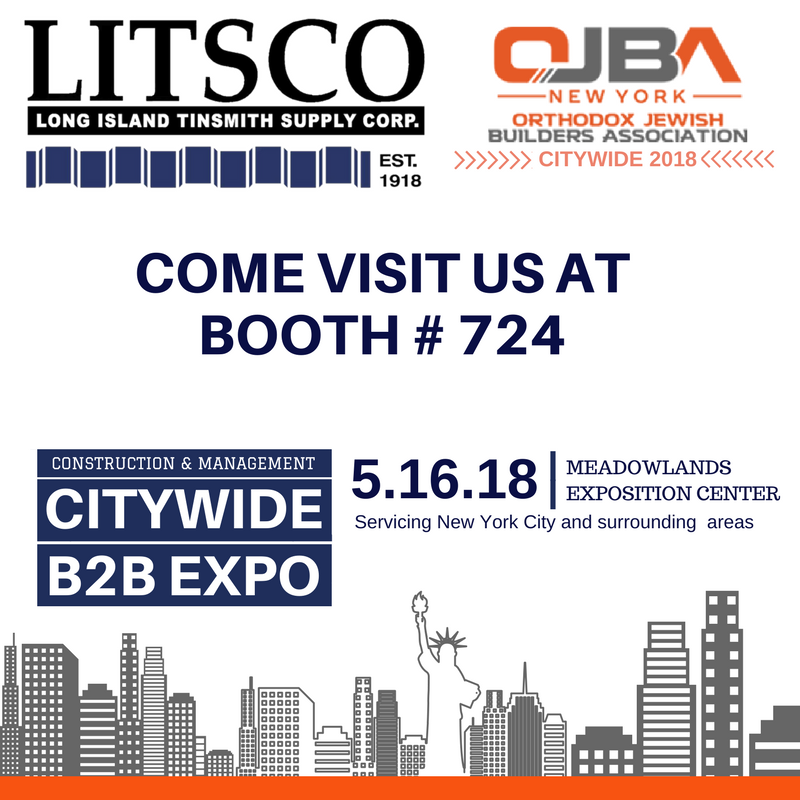 LITSCO
LONG ISLAND TINSMITH SUPPLY CORP.
EST.
1918
OJBA
NEW YORK
ORTHODOX JEWISH
BUILDERS ASSOCIATION
>>>>>>> CITYWIDE 2018 <<<<<<<
COME VISIT US AT
BOOTH # 724
CONSTRUCTION & MANAGEMENT
CITYWIDE
B2B EXPO
5.16.18
MEADOWLANDS
EXPOSITION CENTER
Servicing New York City and surrounding areas